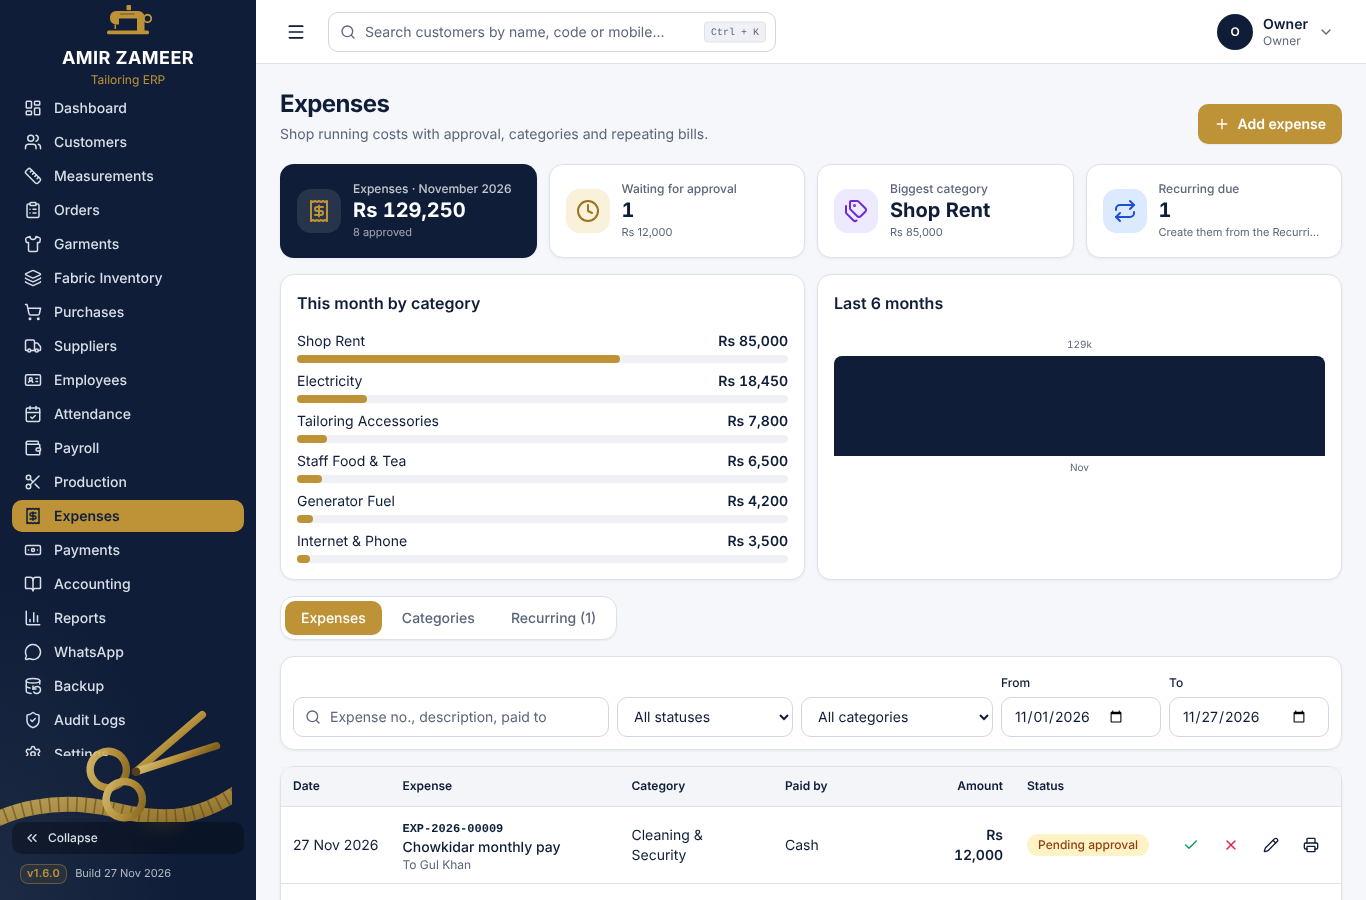 AMIR ZAMEER
Tailoring ERP
Dashboard
Customers
Measurements
Orders
Garments
Fabric Inventory
Purchases
Suppliers
Employees
Attendance
Payroll
Production
Expenses
Payments
Accounting
Reports
WhatsApp
Backup
Audit Logs
Settings
Collapse
v1.6.0 Build 27 Nov 2026
Search customers by name, code or mobile... Ctrl + K
O Owner
Owner
Expenses
Shop running costs with approval, categories and repeating bills.
Add expense
Expenses · November 2026
Rs 129,250
8 approved
Waiting for approval
1
Rs 12,000
Biggest category
Shop Rent
Rs 85,000
Recurring due
1
Create them from the Recurri...
This month by category
Shop Rent Rs 85,000
Electricity Rs 18,450
Tailoring Accessories Rs 7,800
Staff Food & Tea Rs 6,500
Generator Fuel Rs 4,200
Internet & Phone Rs 3,500
Last 6 months
129k
Nov
Expenses Categories Recurring (1)
From To
Expense no., description, paid to All statuses All categories 11/01/2026 11/27/2026
Date Expense Category Paid by Amount Status
27 Nov 2026
EXP-2026-00009
Chowkidar monthly pay
To Gul Khan
Cleaning &
Security
Cash
Rs
12,000
Pending approval